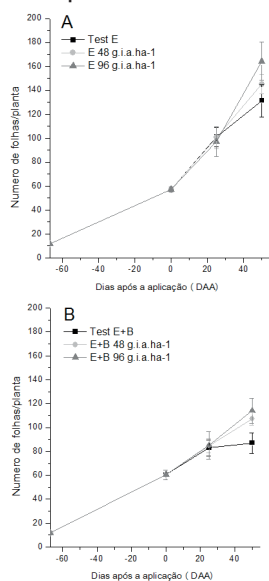 A
Test E
E 48 g.i.a.ha-1
E 96 g.i.a.ha-1
Numero de folhas/planta
200
180
160
140
120
100
80
60
40
20
0
-60 -40 -20 0 20 40
Dias após a aplicação ( DAA)
B
Test E+B
E+B 48 g.i.a.ha-1
E+B 96 g.i.a.ha-1
Numero de folhas/planta
200
180
160
140
120
100
80
60
40
20
0
-60 -40 -20 0 20 40
Dias após a aplicação ( DAA)